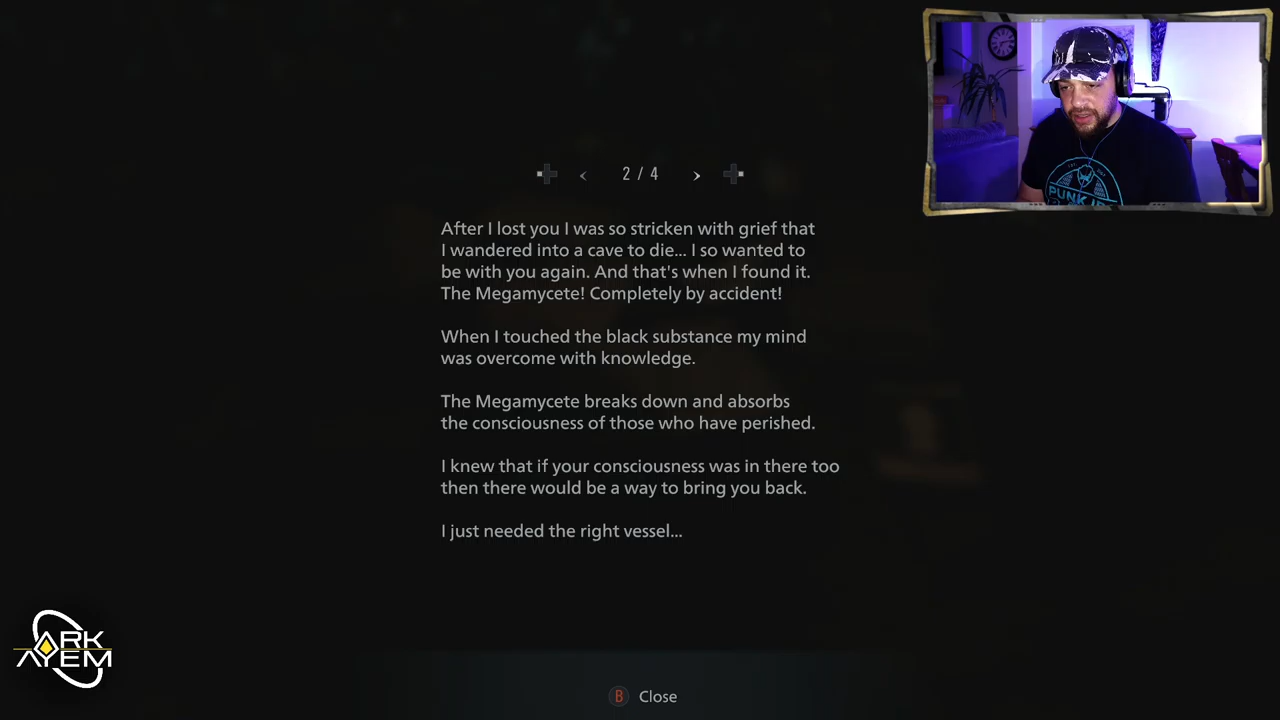 2 / 4
After I lost you I was so stricken with grief that
I wandered into a cave to die... I so wanted to
be with you again. And that's when I found it.
The Megamycete! Completely by accident!
When I touched the black substance my mind
was overcome with knowledge.
The Megamycete breaks down and absorbs
the consciousness of those who have perished.
I knew that if your consciousness was in there too
then there would be a way to bring you back.
I just needed the right vessel...
PUNK
ARK
AYEM
B Close